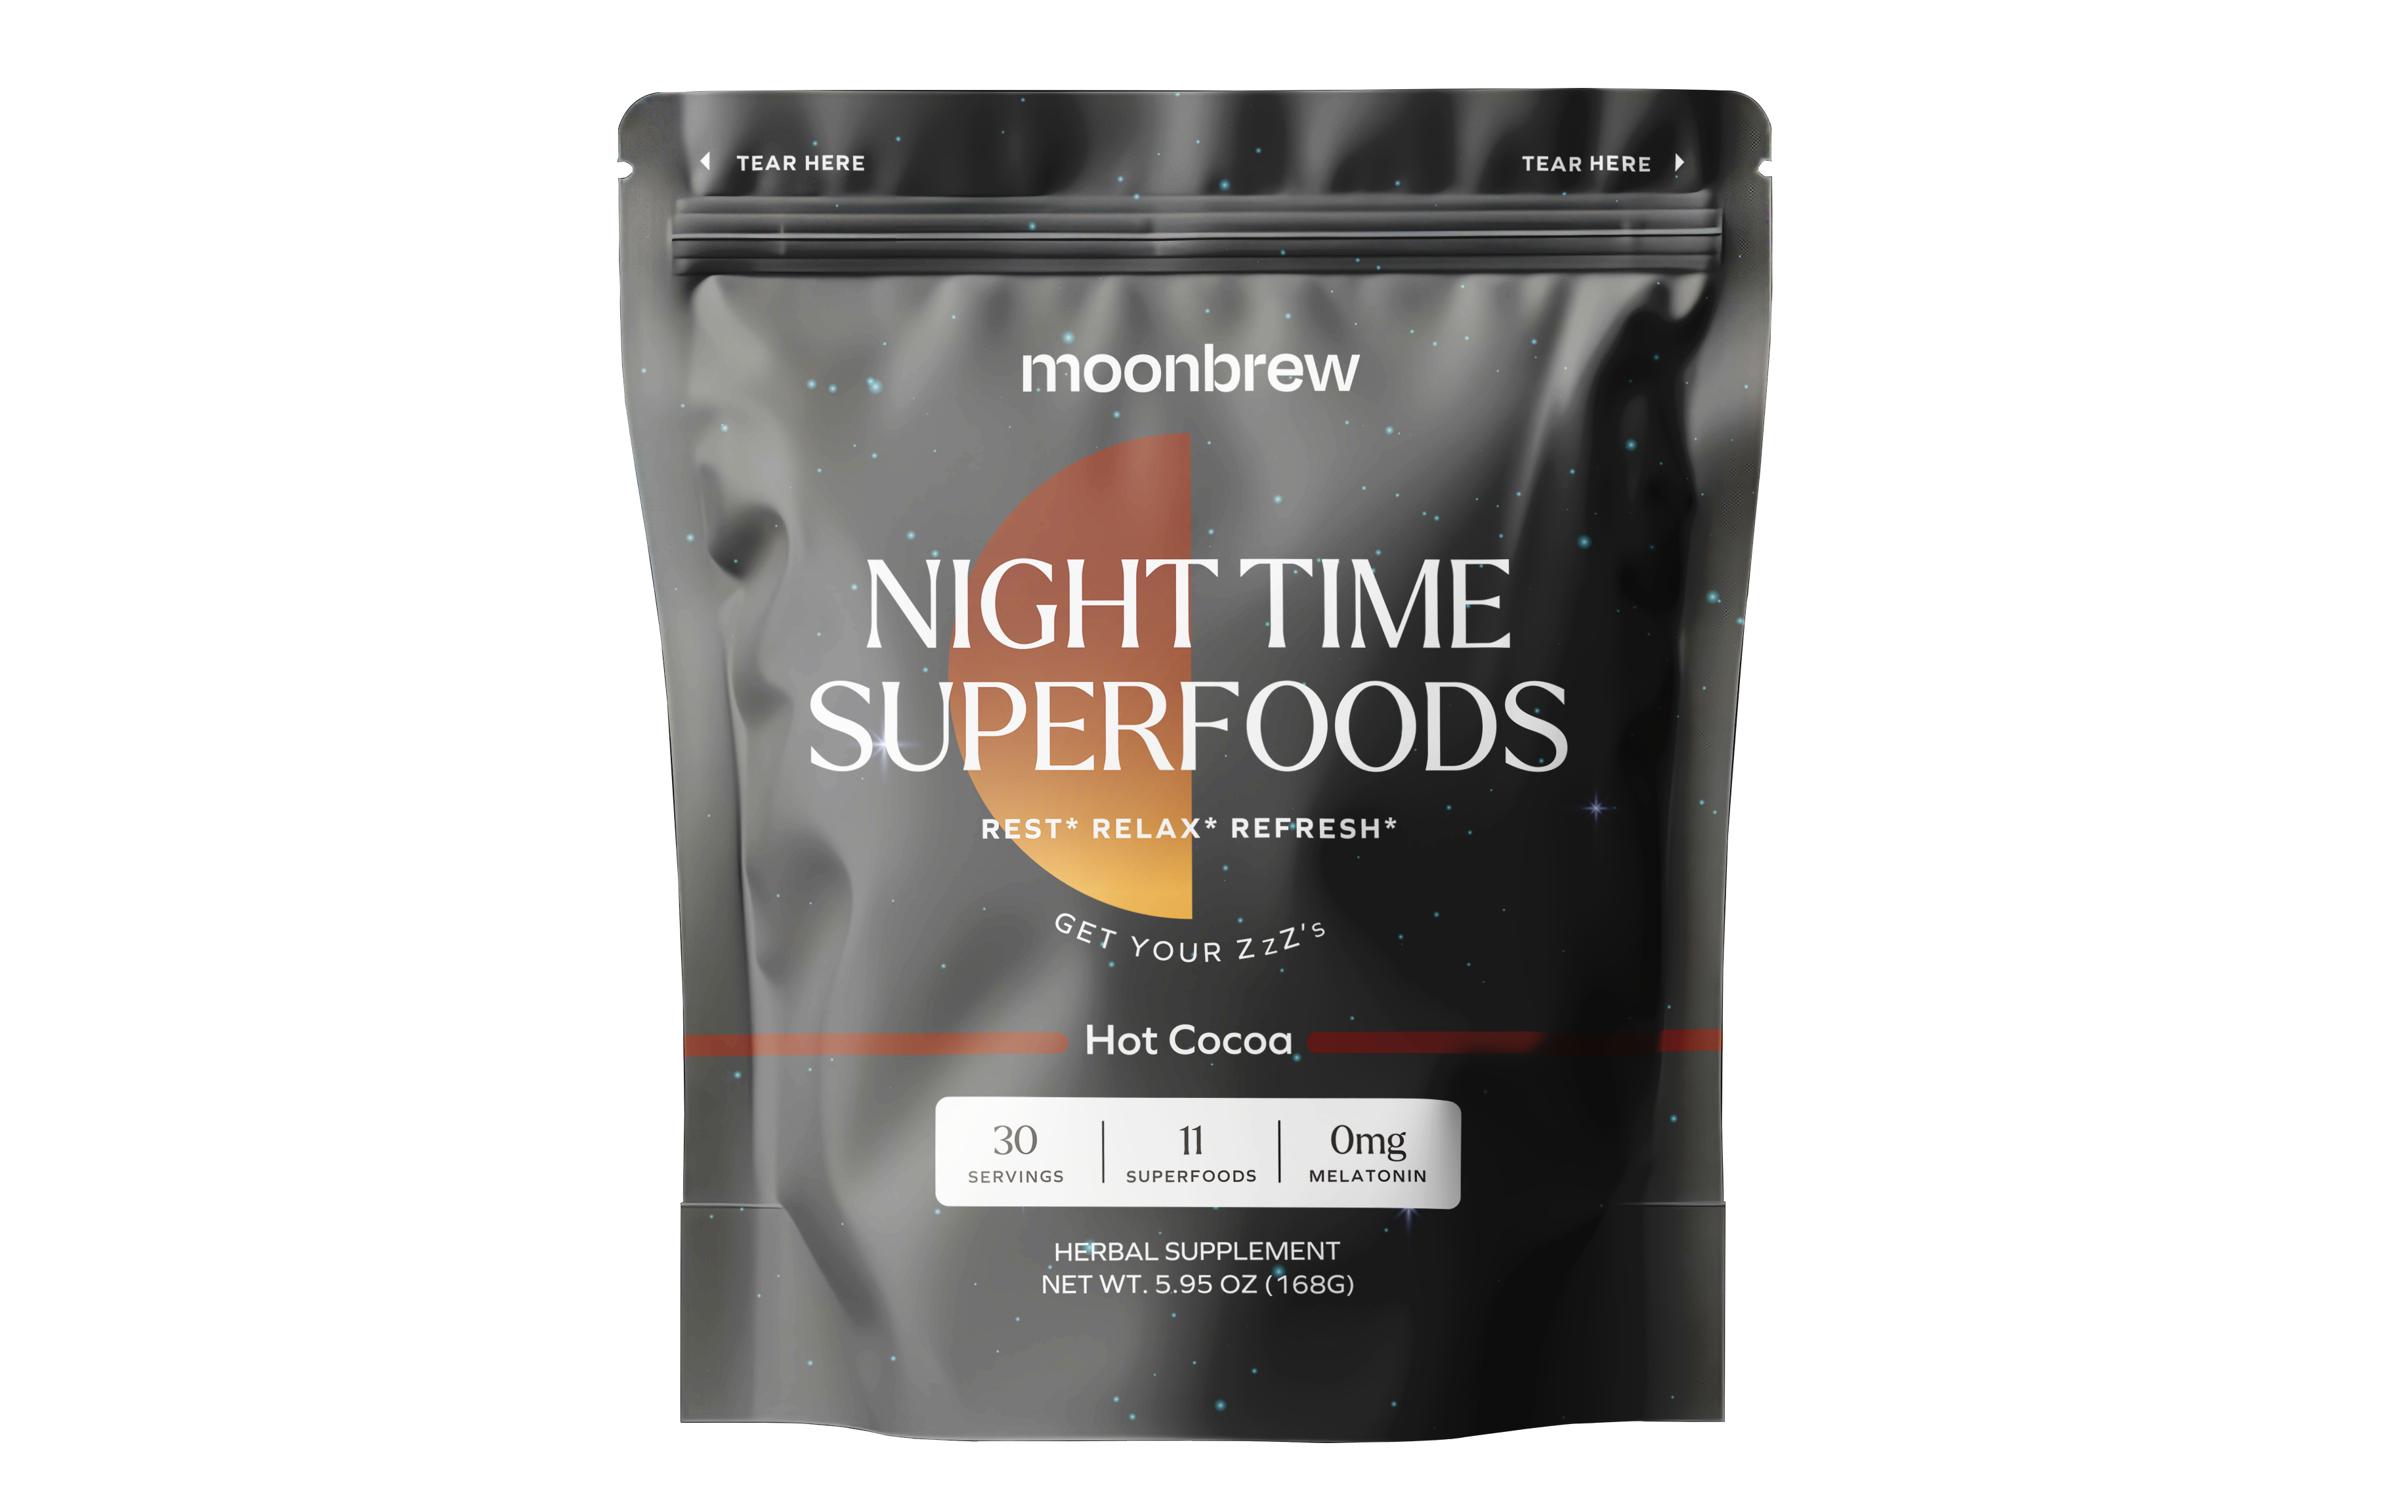 TEAR HERE
TEAR HERE
moonbrew
NIGHT TIME
SUPERFOODS
REST* RELAX* REFRESH*
GET YOUR ZzZ's
Hot Cocoa
30
SERVINGS
11
SUPERFOODS
0mg
MELATONIN
HERBAL SUPPLEMENT
NET WT. 5.95 OZ (168G)